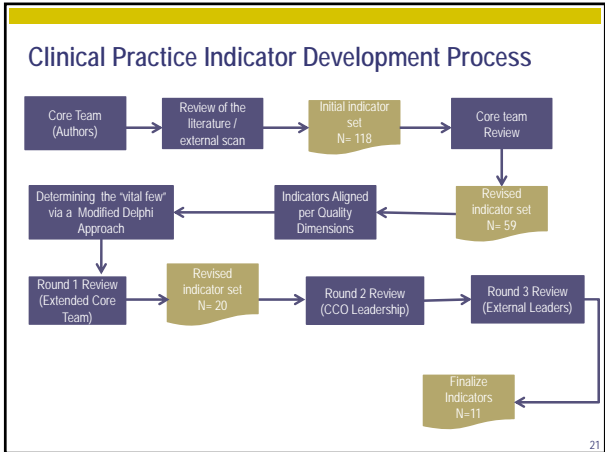 Clinical Practice Indicator Development Process
Core Team
(Authors)
Review of the
literature /
external scan
Initial indicator
set
N= 118
Core team
Review
Determining the "vital few"
via a Modified Delphi
Approach
Indicators Aligned
per Quality
Dimensions
Revised
indicator set
N= 59
Round 1 Review
(Extended Core
Team)
Revised
indicator set
N= 20
Round 2 Review
(CCO Leadership)
Round 3 Review
(External Leaders)
Finalize
Indicators
N=11
21